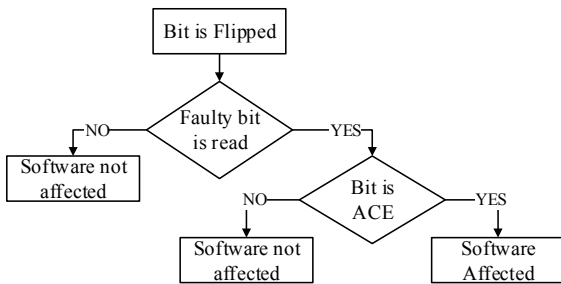 Bit is Flipped
Faulty bit
is read
NO
YES
Software not
affected
Bit is
ACE
NO
YES
Software not
affected
Software
Affected